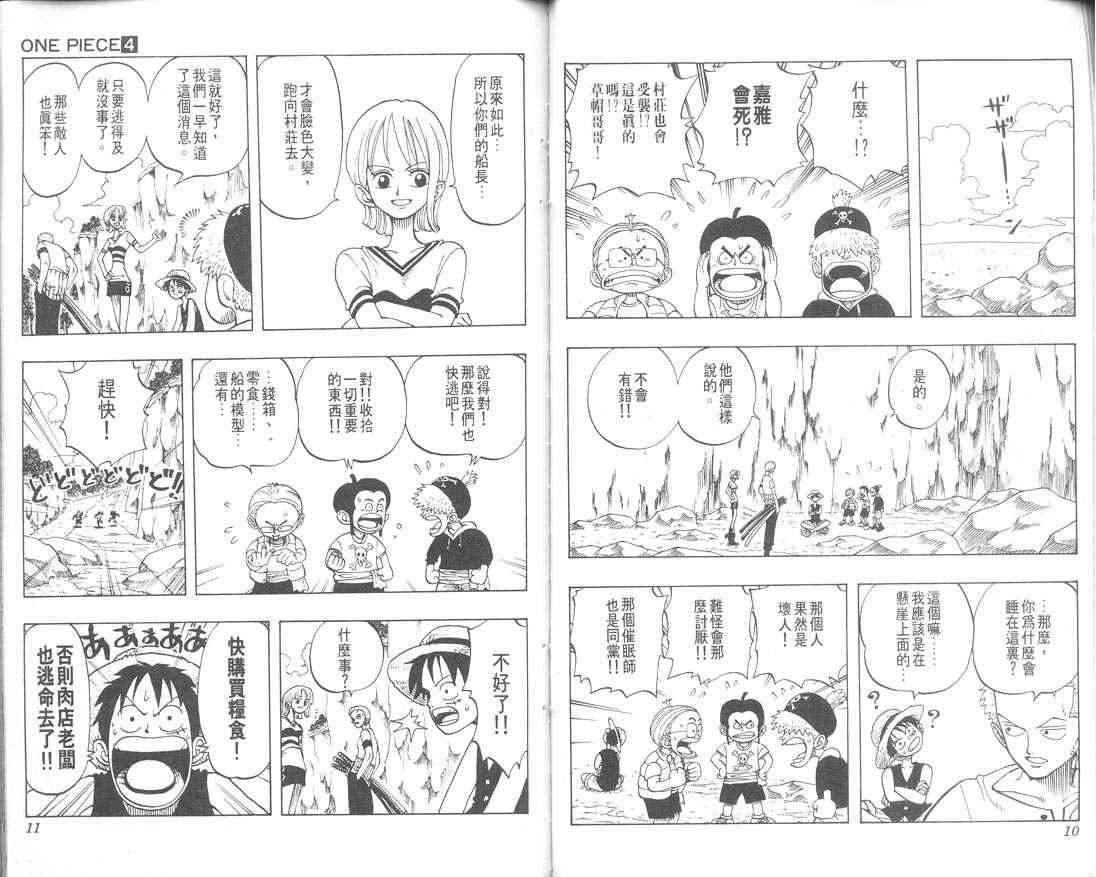 ONE PIECE4
ザザ…ン
什麼…!?
嘉雅
會死!?
村莊也會
受襲!?
這是眞的
嗎!?
草帽哥哥!
是的。
他們這樣
說的。
不會
有錯!!
…那麼,
你爲什麼會
睡在這裏?
這個嘛……
我應該是在
懸崖上面的…
?
?
那個人
果然是
壞人!
難怪會那
麼討厭!!
那個催眠師
也是同黨!!
10
原來如此…
所以你們的船長…
才會臉色大變,
跑向村莊去。
這就好了,
我們一早知道
了這個消息。
只要逃得及
就沒事了。
那些敵人
也眞笨!
說得對!
那麼我們也
快逃吧!
對!!收拾
一切重要
的東西!!
…錢箱、
零食……
船的模型…
還有…
趕快!
どどどどどど!!
不好了!!
什麼事?
快購買糧食!
否則肉店老闆
也逃命去了!!
あぁあぁあ
11